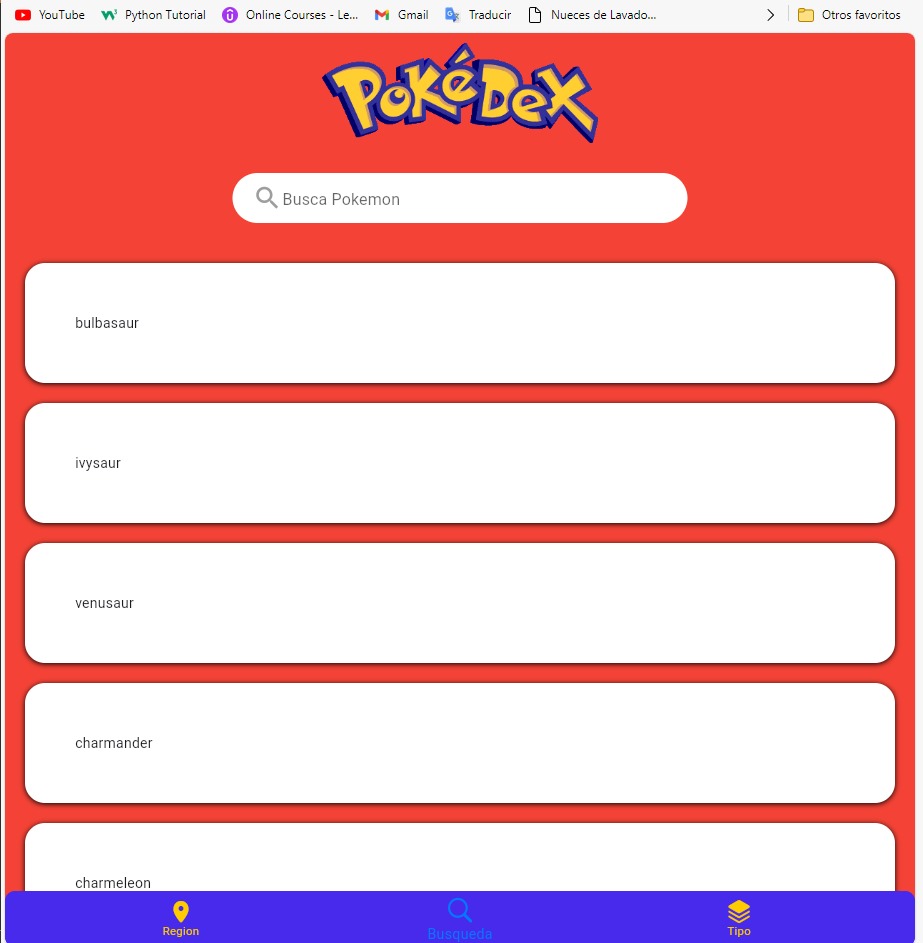 YouTube Python Tutorial Online Courses - Le... Gmail Traducir Nueces de Lavado... Otros favoritos
PokéDex
Busca Pokemon
bulbasaur
ivysaur
venusaur
charmander
charmeleon
Region Busqueda Tipo